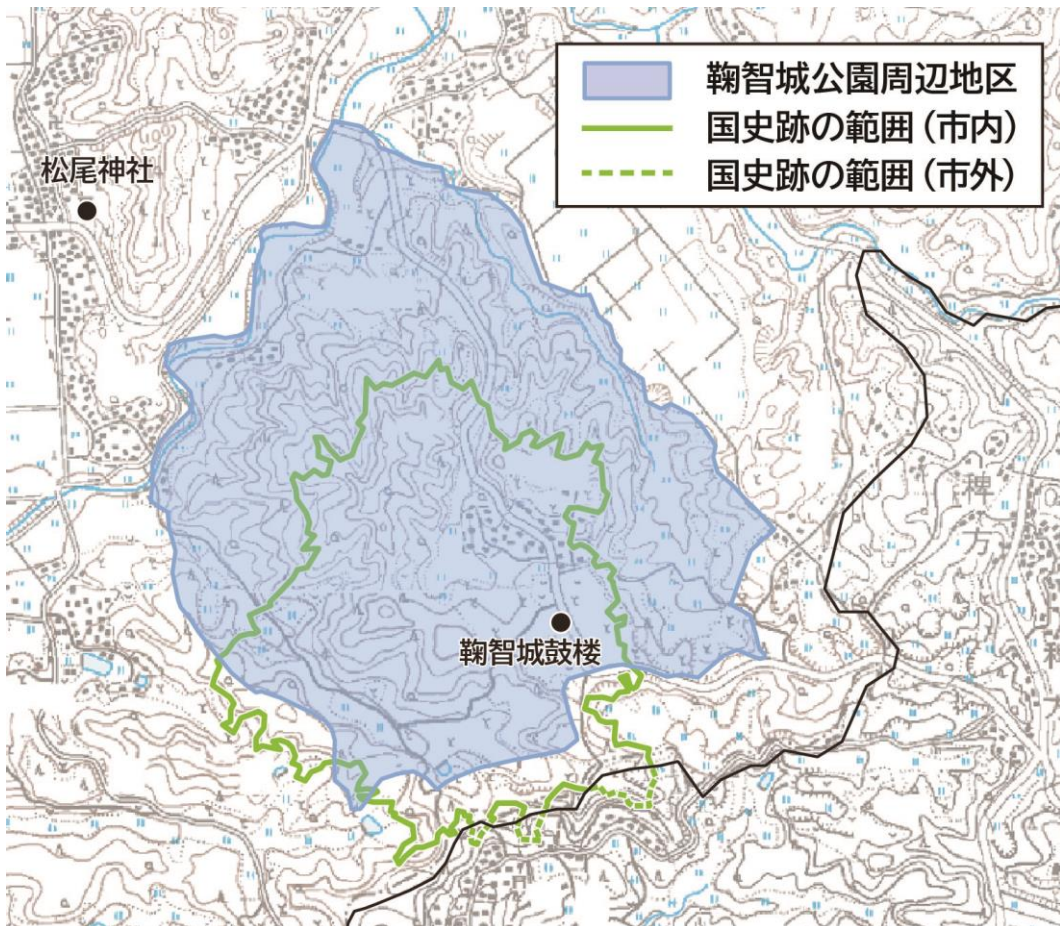 鞠智城公園周辺地区
国史跡の範囲（市内）
国史跡の範囲（市外）
松尾神社
稗
方
鞠智城鼓楼